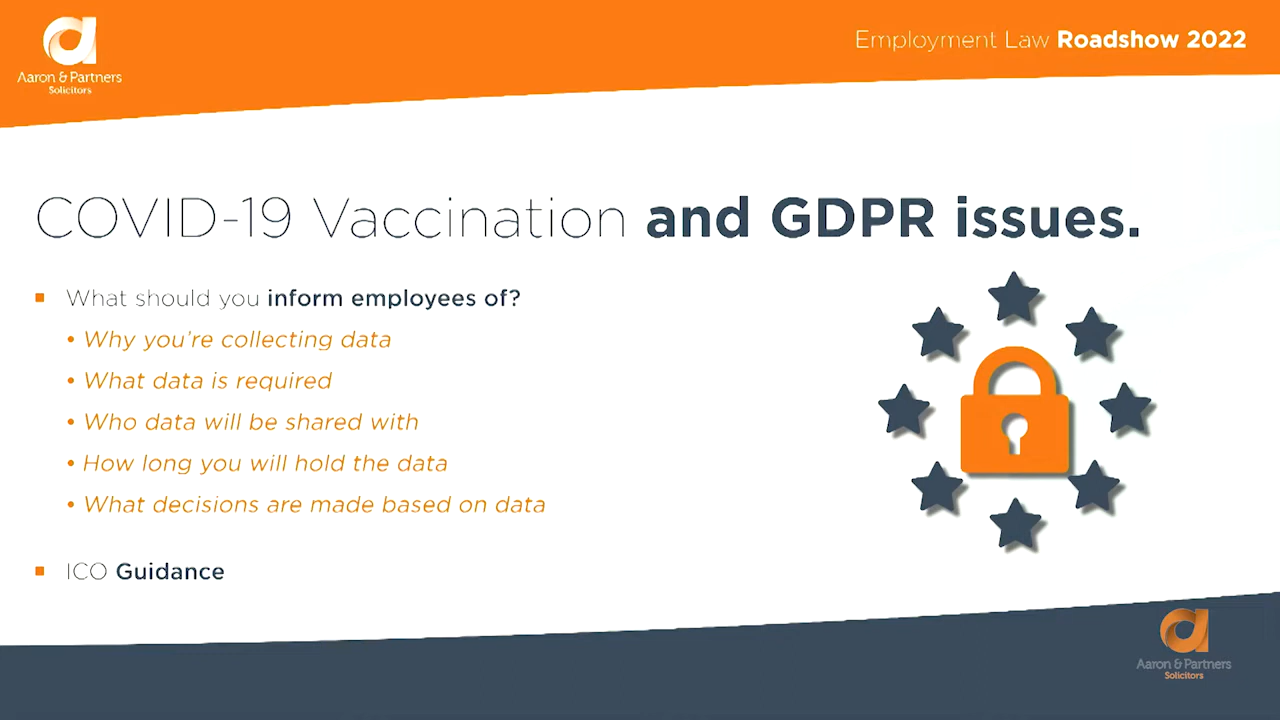 Aaron & Partners
Solicitors
Employment Law Roadshow 2022
COVID-19 Vaccination and GDPR issues.
What should you inform employees of?
• Why you're collecting data
• What data is required
• Who data will be shared with
• How long you will hold the data
• What decisions are made based on data
ICO Guidance
Aaron & Partners
Solicitors